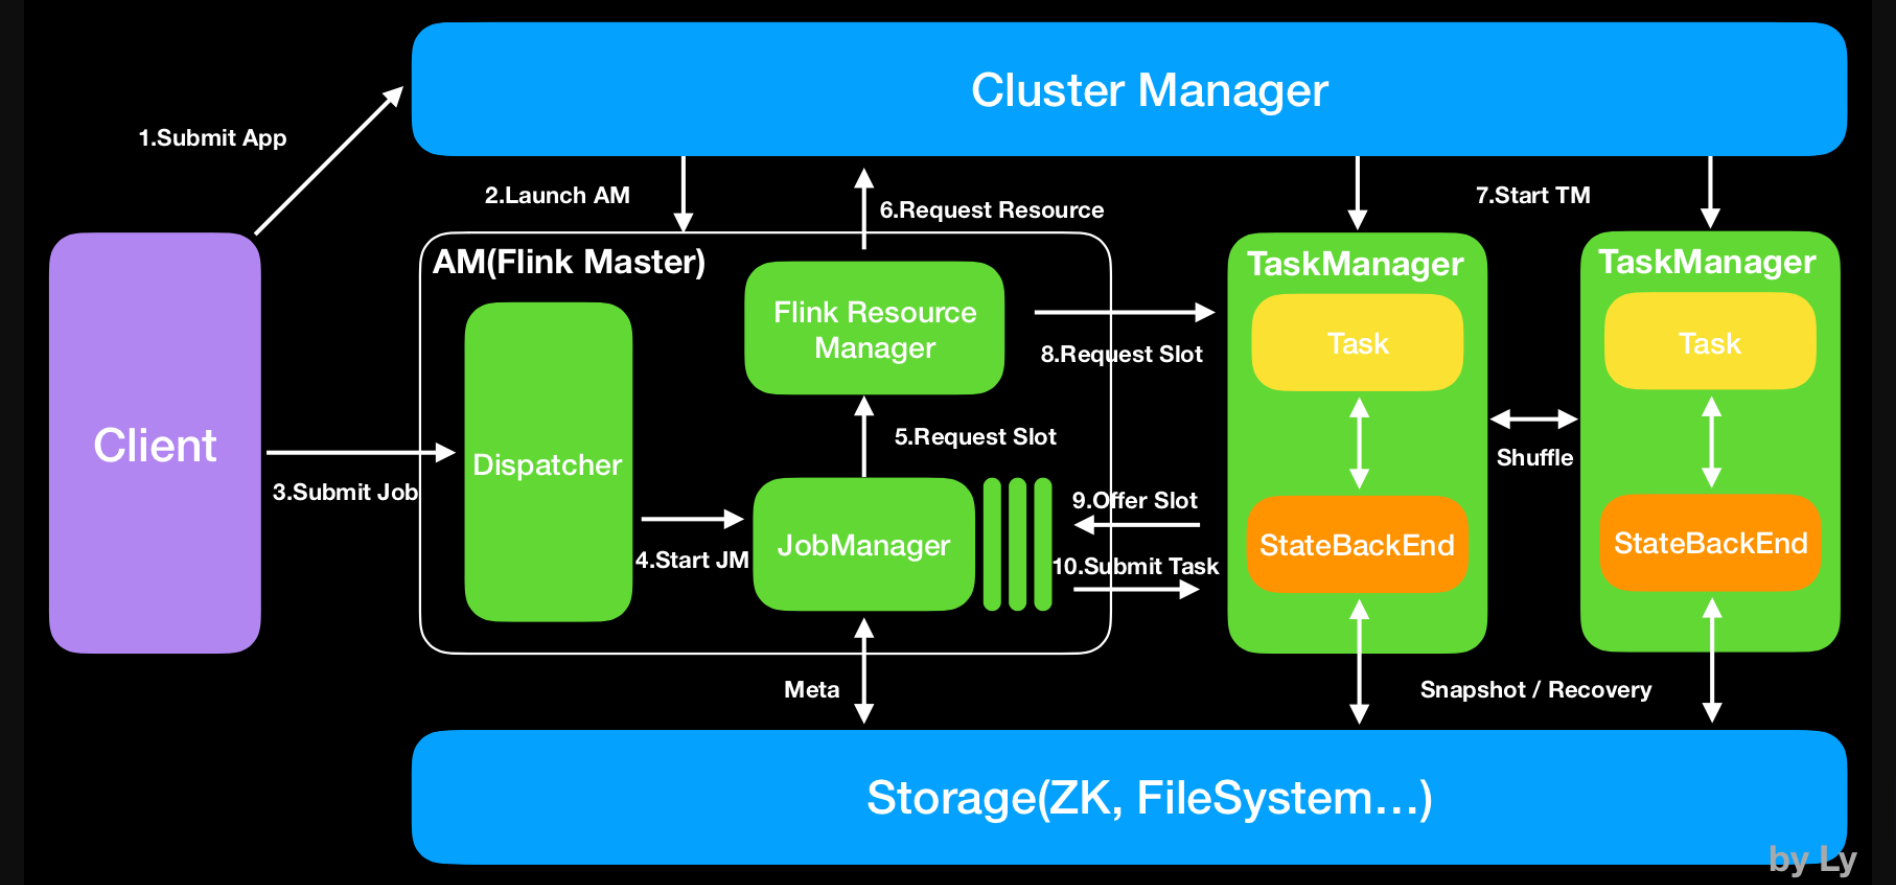 Cluster Manager
1.Submit App
2.Launch AM
6.Request Resource
7.Start TM
AM(Flink Master)
Flink Resource
Manager
8.Request Slot
TaskManager
Task
TaskManager
Task
Client
3.Submit Job
Dispatcher
5.Request Slot
4.Start JM
JobManager
9.Offer Slot
10.Submit Task
Shuffle
StateBackEnd
StateBackEnd
Meta
Snapshot / Recovery
Storage(ZK, FileSystem...)
by Ly